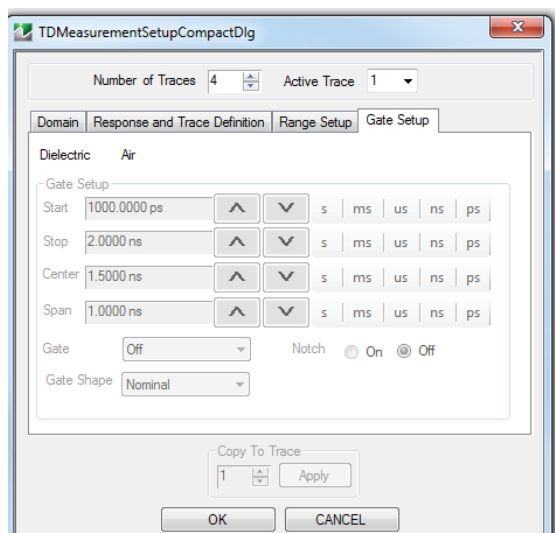 TDMeasurementSetupCompactDlg
Number of Traces 4 Active Trace 1
Domain Response and Trace Definition Range Setup Gate Setup
Dielectric Air
Gate Setup
Start 1000.0000 ps s ms us ns ps
Stop 2.0000 ns s ms us ns ps
Center 1.5000 ns s ms us ns ps
Span 1.0000 ns s ms us ns ps
Gate Off Notch On Off
Gate Shape Nominal
Copy To Trace
1 Apply
OK CANCEL